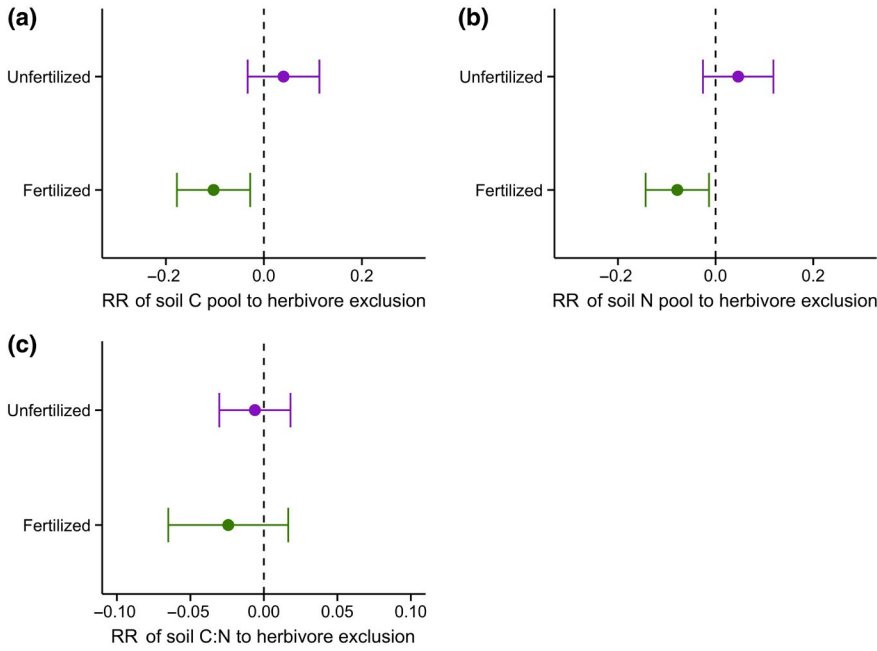 (a)
Unfertilized
Fertilized
−0.2 0.0 0.2
RR of soil C pool to herbivore exclusion
(b)
Unfertilized
Fertilized
−0.2 0.0 0.2
RR of soil N pool to herbivore exclusion
(c)
Unfertilized
Fertilized
−0.10 −0.05 0.00 0.05 0.10
RR of soil C:N to herbivore exclusion